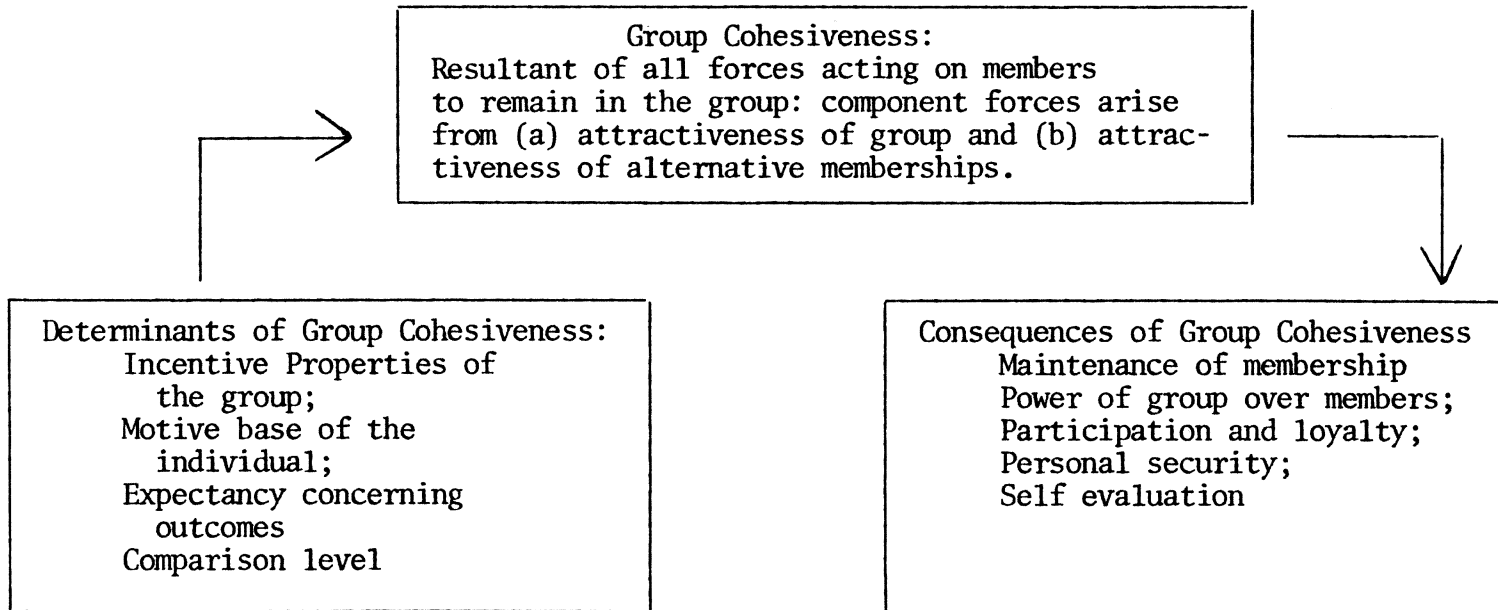 Group Cohesiveness:
Resultant of all forces acting on members
to remain in the group: component forces arise
from (a) attractiveness of group and (b) attrac-
tiveness of alternative memberships.
Determinants of Group Cohesiveness:
Incentive Properties of
the group;
Motive base of the
individual;
Expectancy concerning
outcomes
Comparison level
Consequences of Group Cohesiveness
Maintenance of membership
Power of group over members;
Participation and loyalty;
Personal security;
Self evaluation